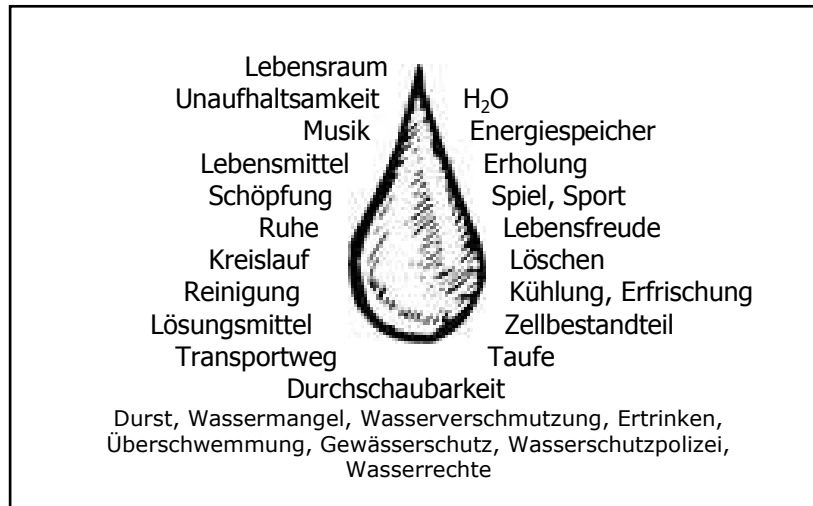 Lebensraum
Unaufhaltsamkeit H₂O
Musik Energiespeicher
Lebensmittel Erholung
Schöpfung Spiel, Sport
Ruhe Lebensfreude
Kreislauf Löschen
Reinigung Kühlung, Erfrischung
Lösungsmittel Zellbestandteil
Transportweg Taufe
Durchschaubarkeit
Durst, Wassermangel, Wasserverschmutzung, Ertrinken,
Überschwemmung, Gewässerschutz, Wasserschutzpolizei,
Wasserrechte